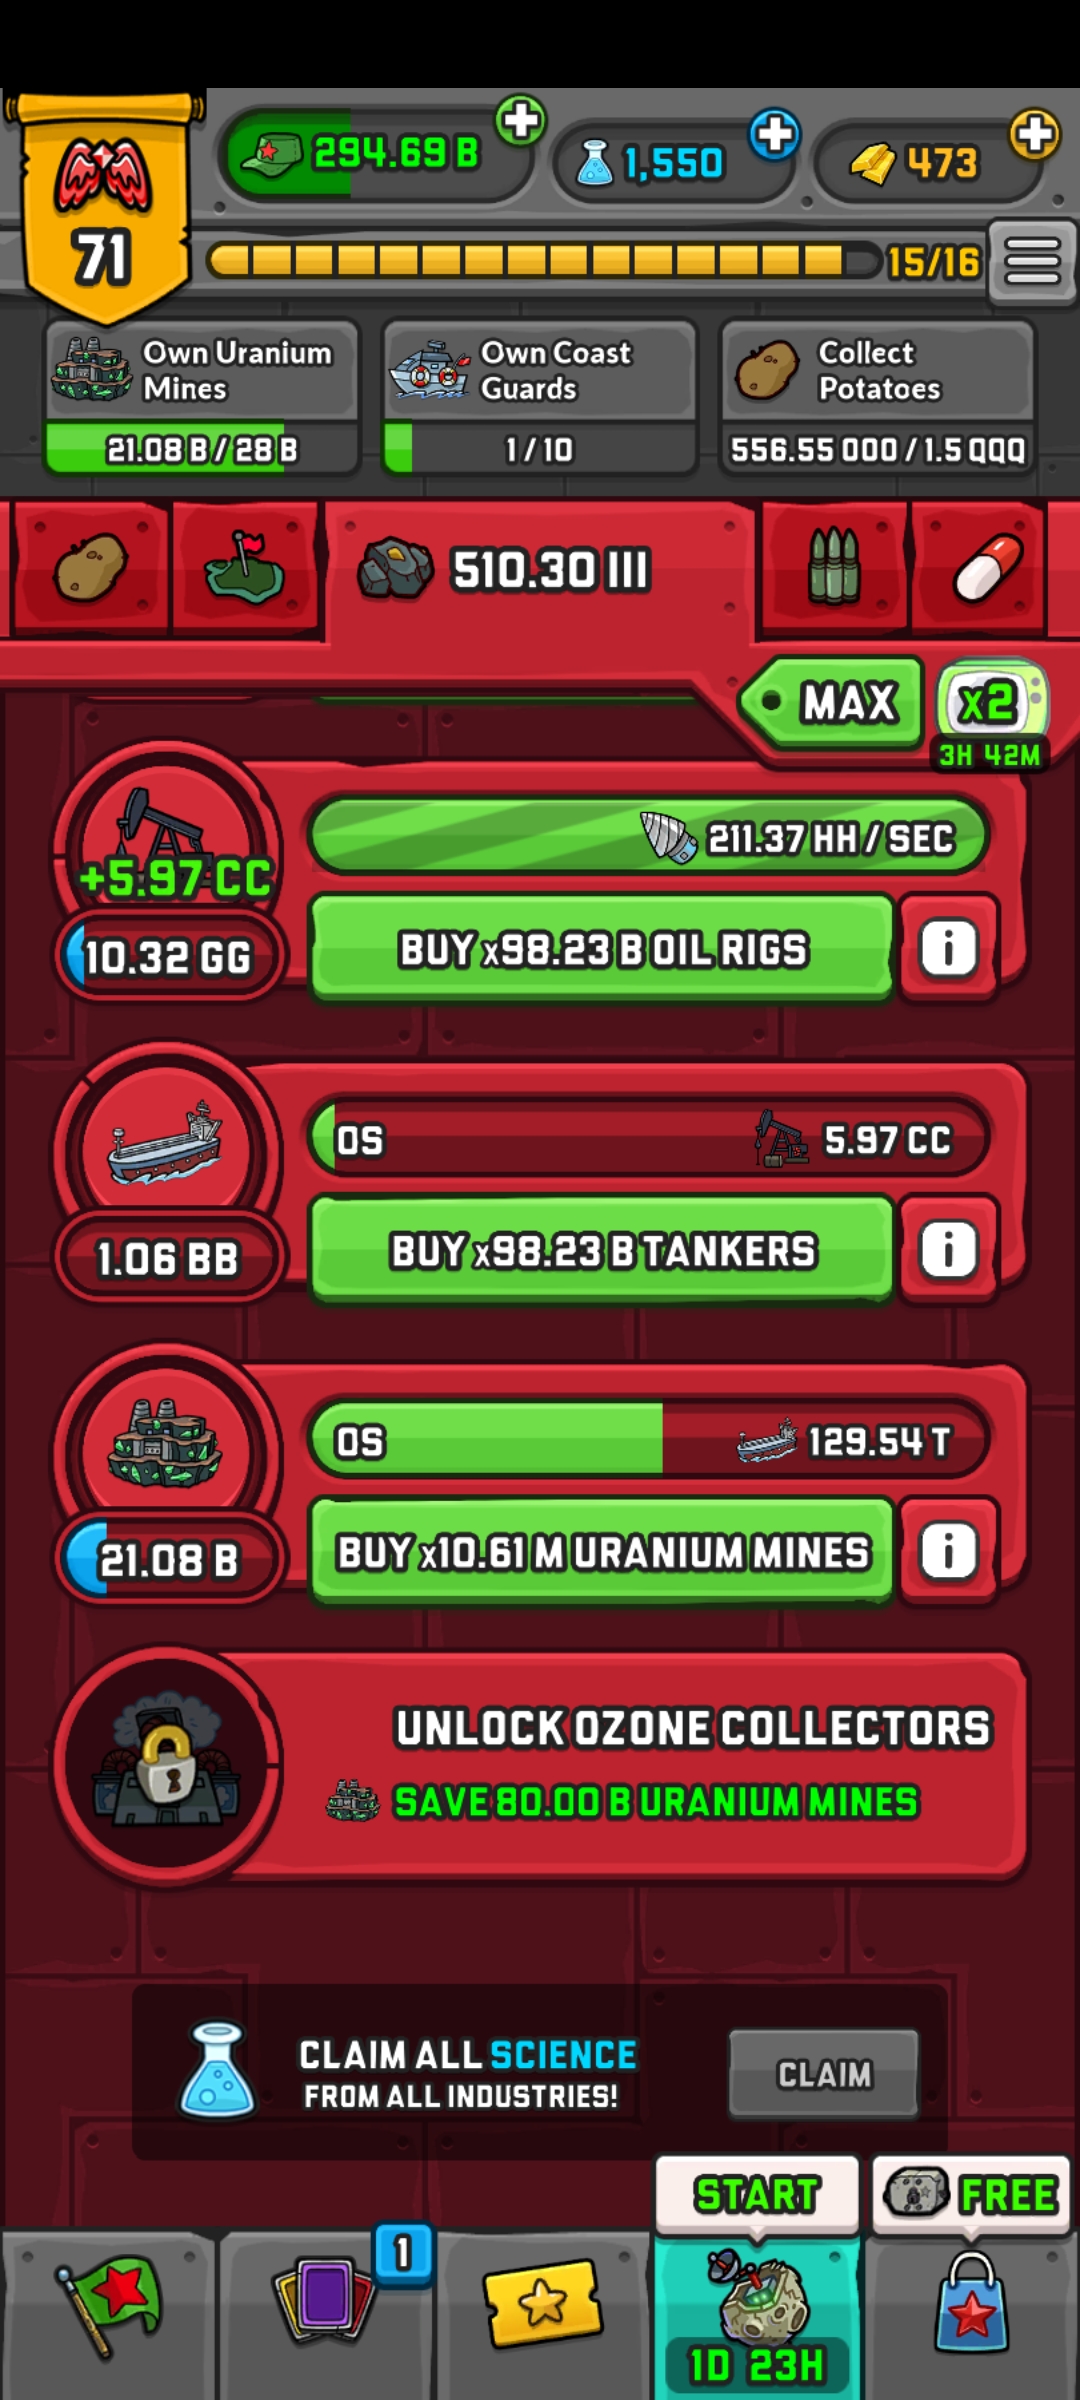 294.69 B
1,550
473
71
15/16
Own Uranium
Mines
21.08 B / 28 B
Own Coast
Guards
1 / 10
Collect
Potatoes
556.55 OOO / 1.5 QQQ
510.30 III
MAX
x2
3H 42M
+5.97 CC
211.37 HH / SEC
10.32 GG
BUY x98.23 B OIL RIGS
i
0S
5.97 CC
1.06 BB
BUY x98.23 B TANKERS
i
0S
129.54 T
21.08 B
BUY x10.61 M URANIUM MINES
i
UNLOCK OZONE COLLECTORS
SAVE 80.00 B URANIUM MINES
CLAIM ALL SCIENCE
FROM ALL INDUSTRIES!
CLAIM
START
FREE
1
1D 23H